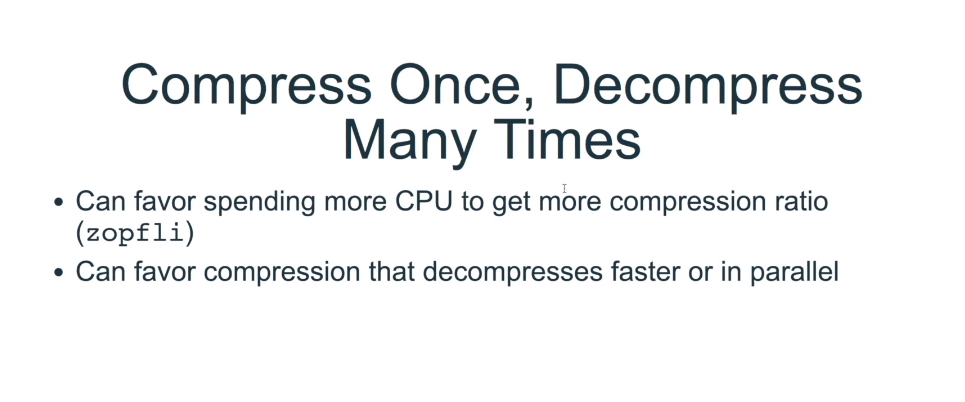 Compress Once, Decompress
Many Times
• Can favor spending more CPU to get more compression ratio
(zopfli)
• Can favor compression that decompresses faster or in parallel